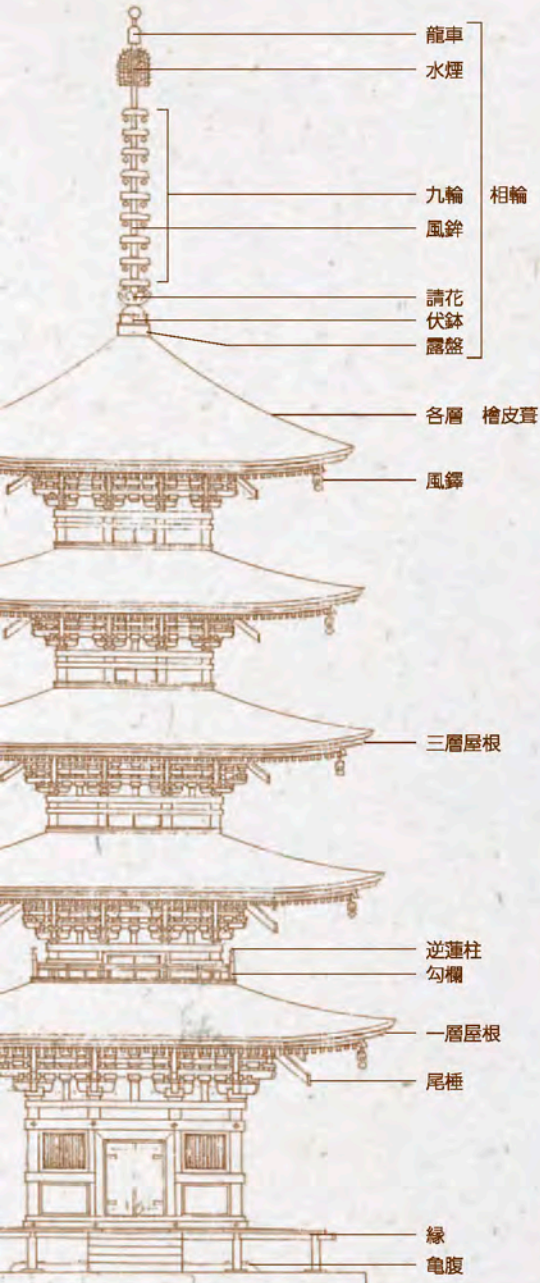 龍車
水煙
九輪
相輪
風鉾
請花
伏鉢
露盤
各層 檜皮葺
風鐸
三層屋根
逆蓮柱
勾欄
一層屋根
尾棰
縁
亀腹